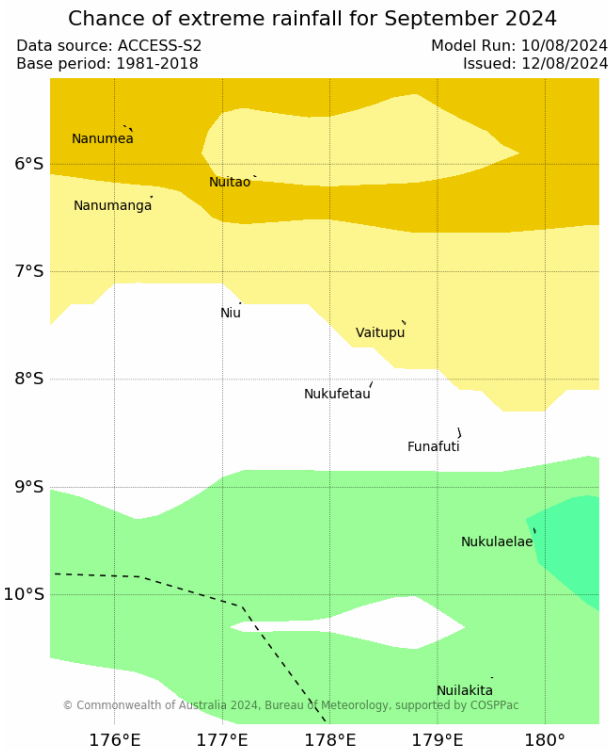 Chance of extreme rainfall for September 2024
Data source: ACCESS-S2
Model Run: 10/08/2024
Base period: 1981-2018
Issued: 12/08/2024
Nanumea
6°S
Nuitao
Nanumanga
7°S
Niu
Vaitupu
8°S
Nukufetau
Funafuti
9°S
Nukulaelae
10°S
Nuilakita
© Commonwealth of Australia 2024, Bureau of Meteorology, supported by COSPPac
176°E 177°E 178°E 179°E 180°